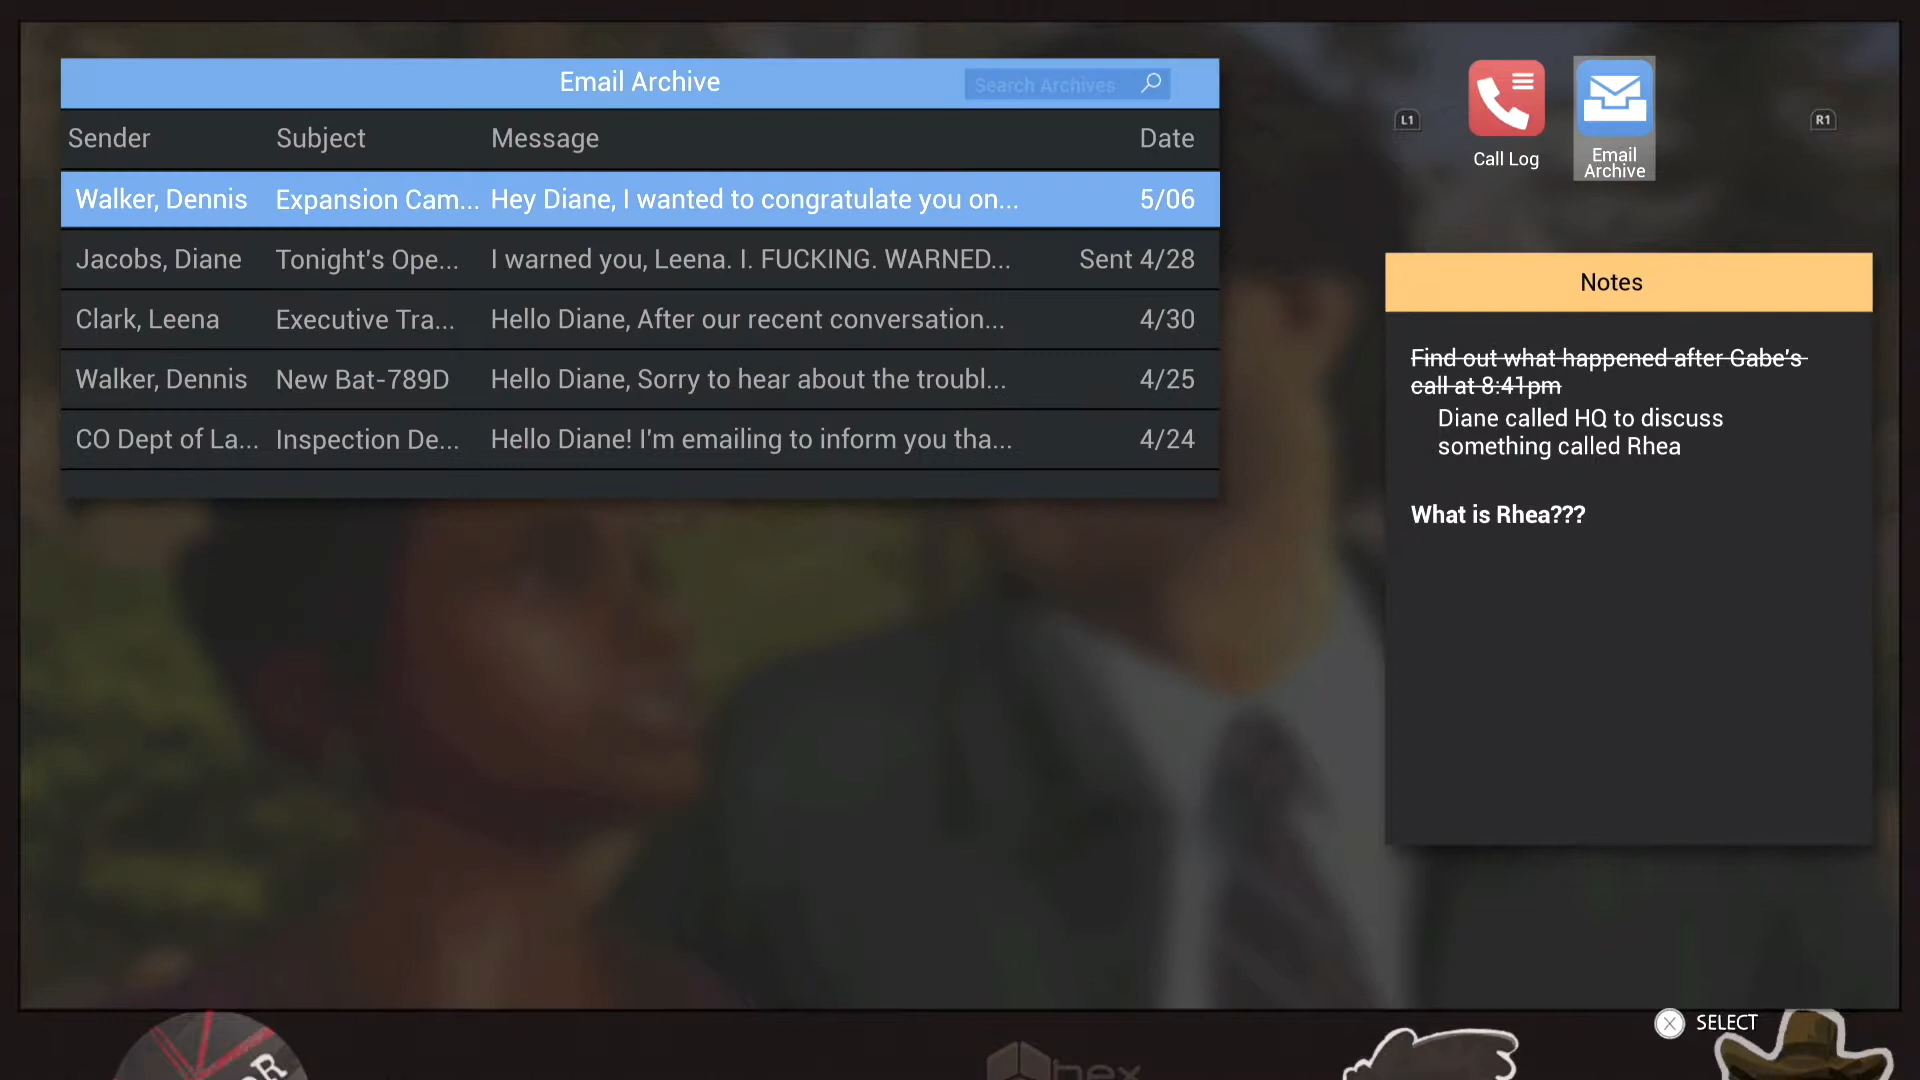 Email Archive
Search Archives
Sender Subject Message Date
Walker, Dennis Expansion Cam... Hey Diane, I wanted to congratulate you on... 5/06
Jacobs, Diane Tonight's Ope... I warned you, Leena. I. FUCKING. WARNED... Sent 4/28
Clark, Leena Executive Tra... Hello Diane, After our recent conversation... 4/30
Walker, Dennis New Bat-789D Hello Diane, Sorry to hear about the troubl... 4/25
CO Dept of La... Inspection De... Hello Diane! I'm emailing to inform you tha... 4/24
L1
Call Log
Email
Archive
R1
Notes
Find out what happened after Gabe's
call at 8:41pm
Diane called HQ to discuss
something called Rhea
What is Rhea???
SELECT